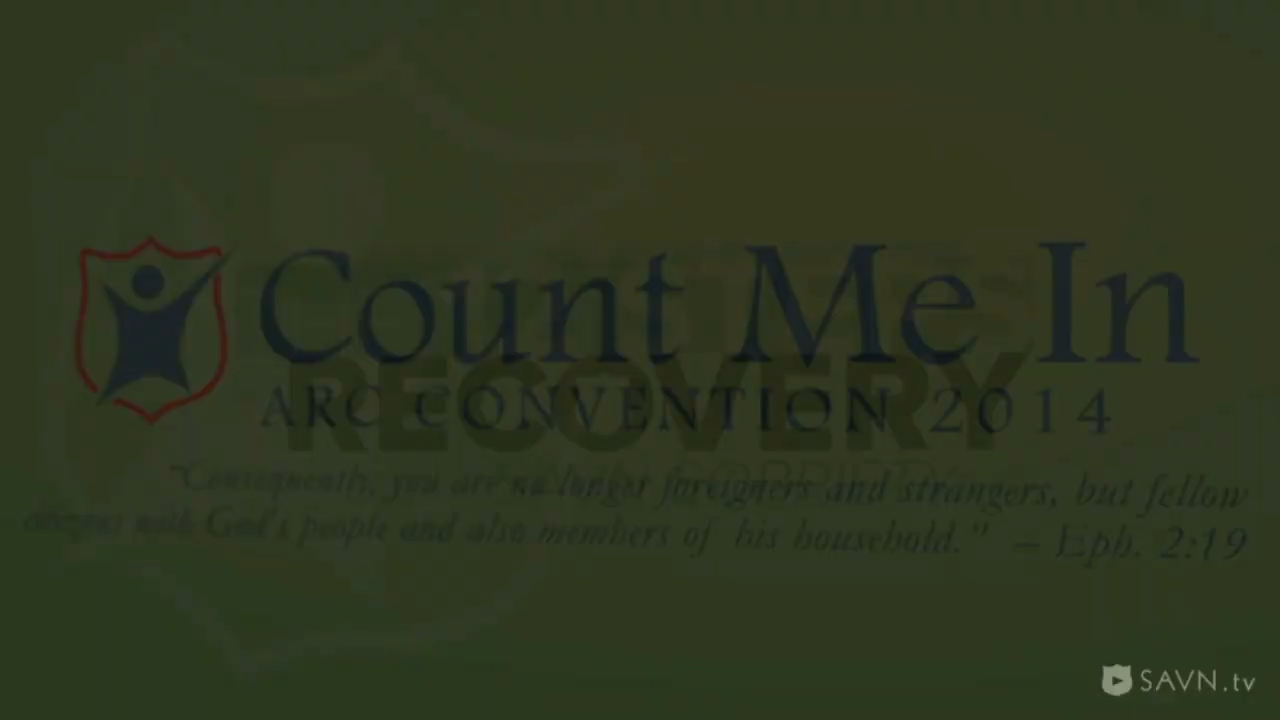 Count Me In
ARC CONVENTION 2014
RECOVERY
"Consequently, you are no longer foreigners and strangers, but fellow
citizens with God's people and also members of his household." – Eph. 2:19
SAVN.tv